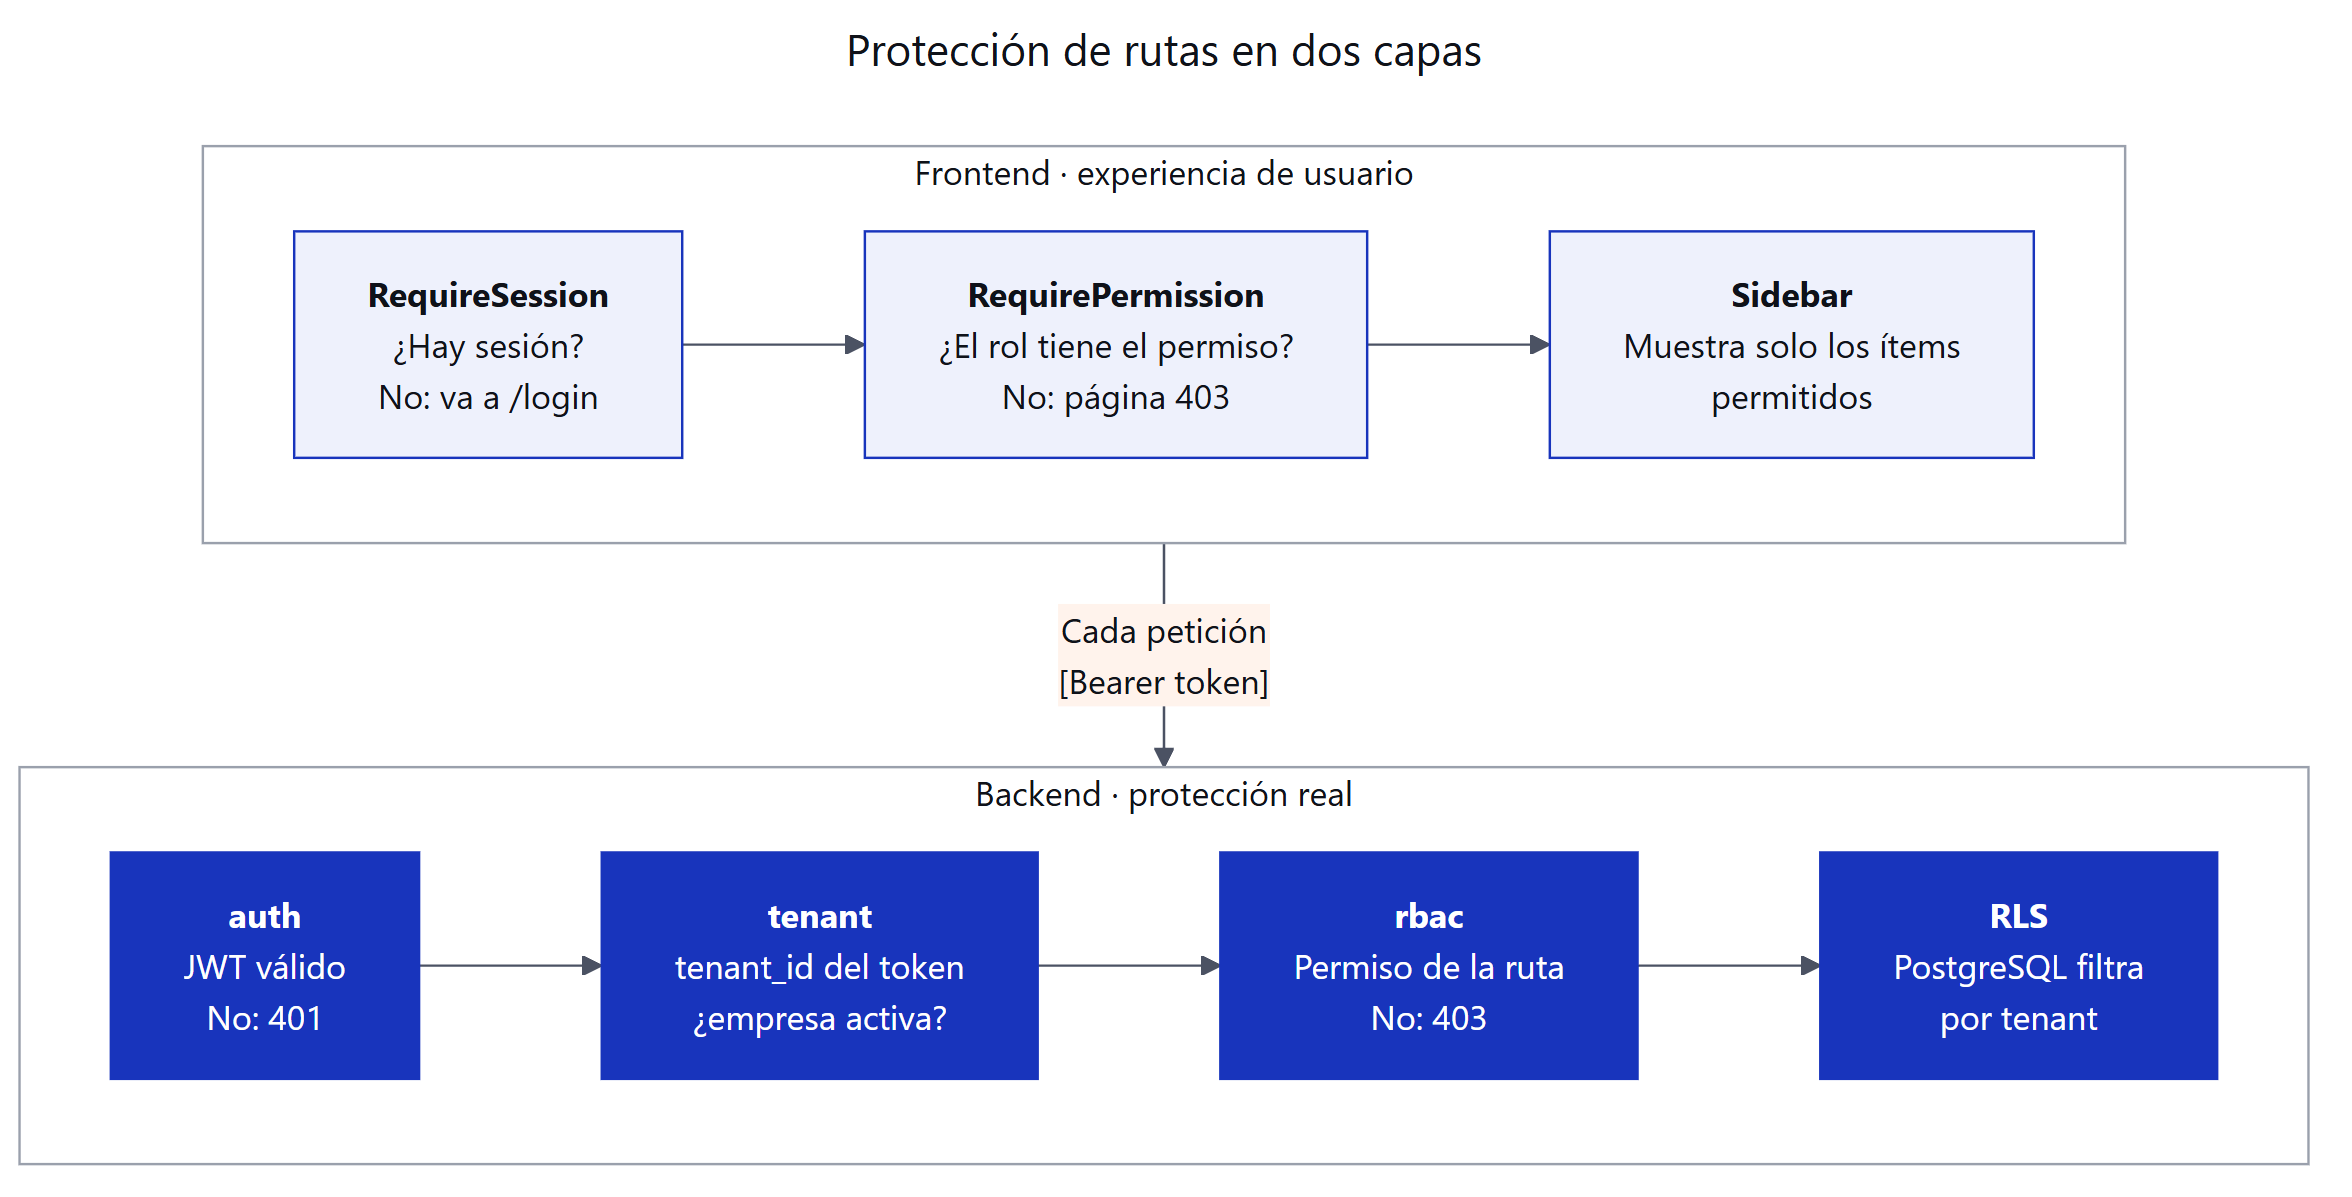 Protección de rutas en dos capas
Frontend · experiencia de usuario
RequireSession
¿Hay sesión?
No: va a /login
RequirePermission
¿El rol tiene el permiso?
No: página 403
Sidebar
Muestra solo los ítems
permitidos
Cada petición
[Bearer token]
Backend · protección real
auth
JWT válido
No: 401
tenant
tenant_id del token
¿empresa activa?
rbac
Permiso de la ruta
No: 403
RLS
PostgreSQL filtra
por tenant